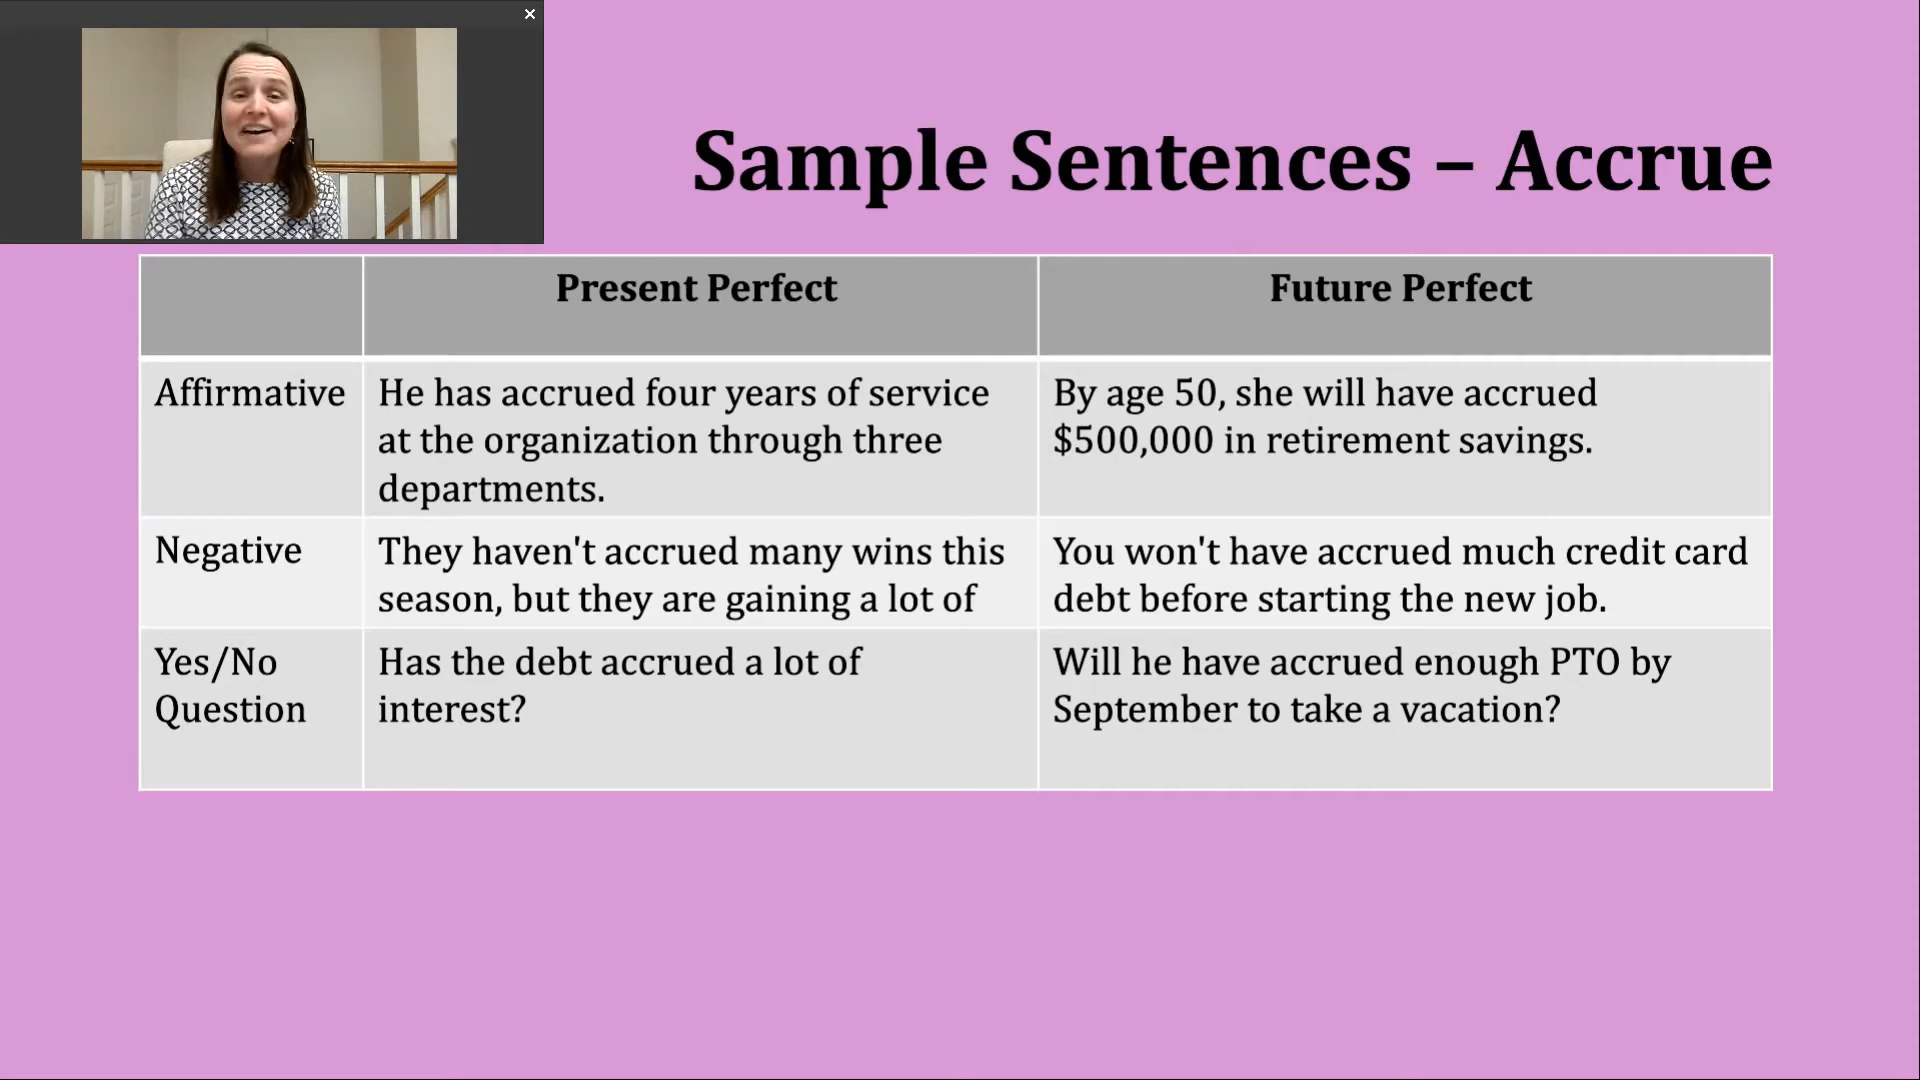 Sample Sentences – Accrue
Present Perfect
Future Perfect
Affirmative
He has accrued four years of service
at the organization through three
departments.
By age 50, she will have accrued
$500,000 in retirement savings.
Negative
They haven't accrued many wins this
season, but they are gaining a lot of
You won't have accrued much credit card
debt before starting the new job.
Yes/No
Question
Has the debt accrued a lot of
interest?
Will he have accrued enough PTO by
September to take a vacation?